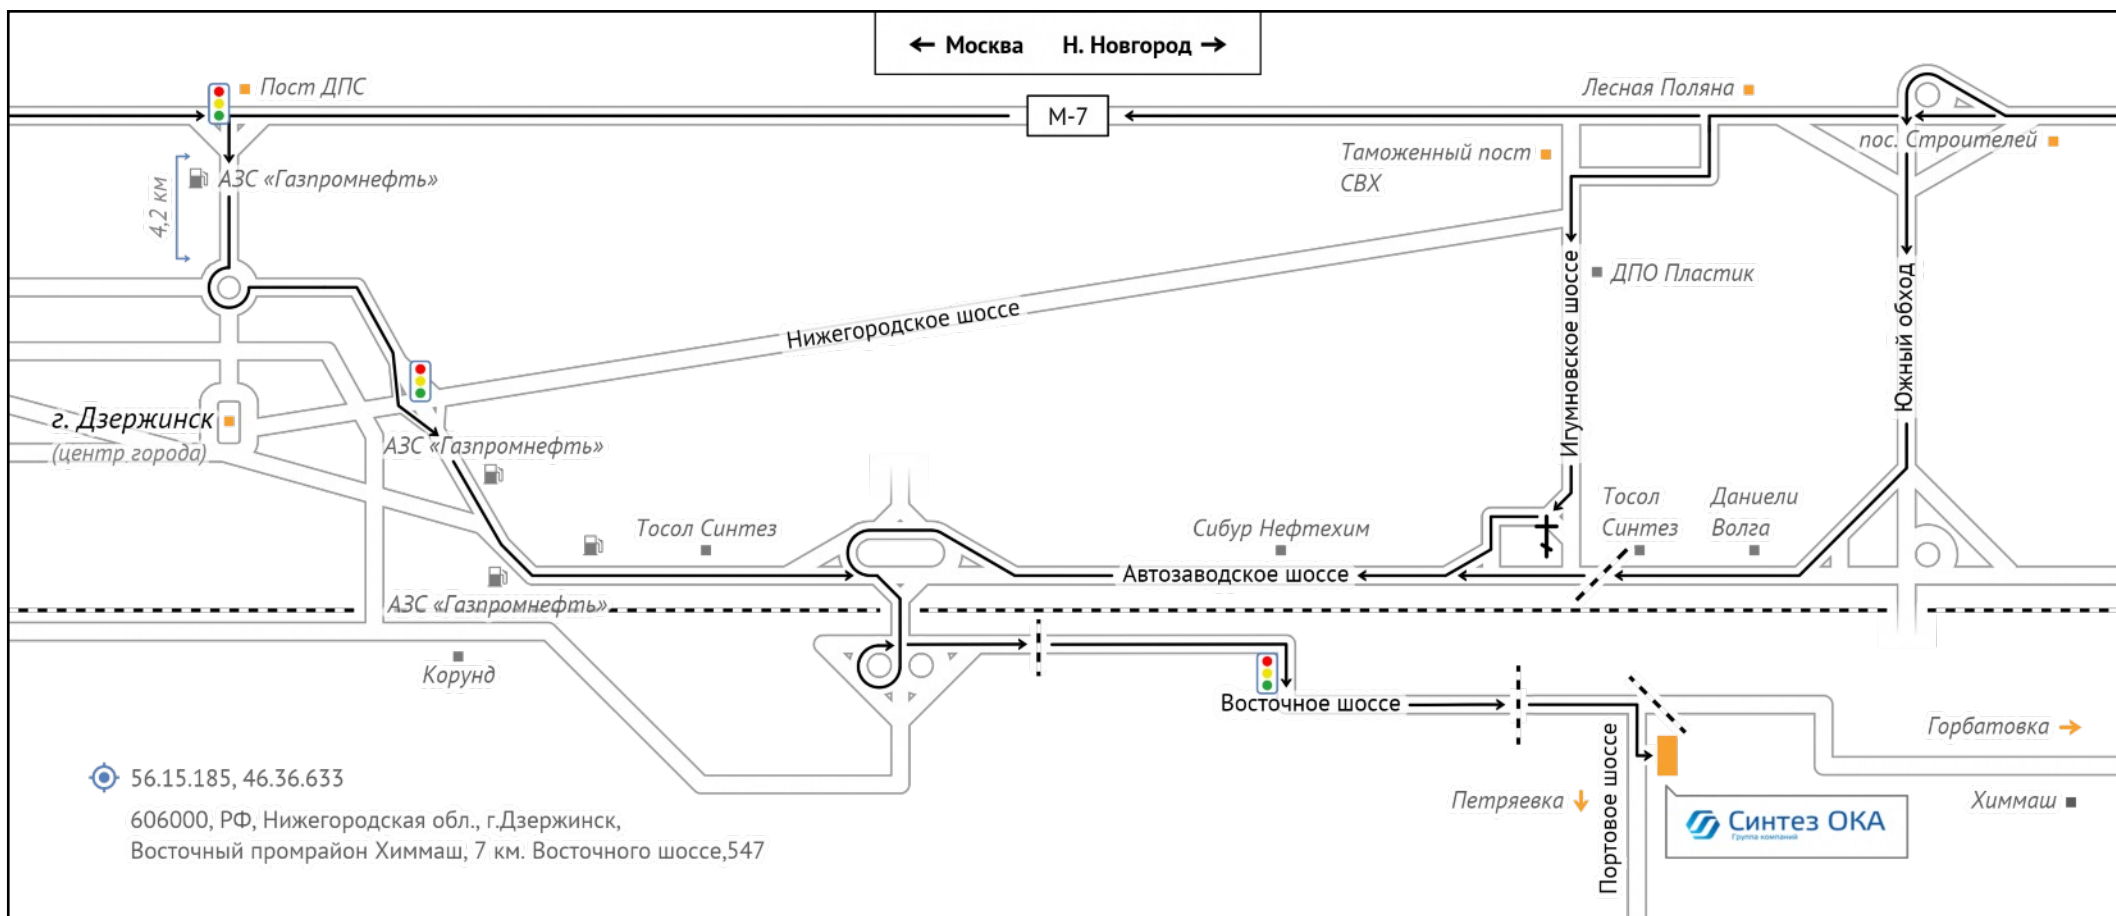 ← Москва Н. Новгород →
Пост ДПС
М-7
Лесная Поляна
пос. Строителей
Таможенный пост
СВХ
АЗС «Газпромнефть»
4,2 км
ДПО Пластик
Нижегородское шоссе
Игумновское шоссе
Южный обход
г. Дзержинск
(центр города)
АЗС «Газпромнефть»
Тосол Синтез
Сибур Нефтехим
Тосол
Синтез
Даниели
Волга
Автозаводское шоссе
АЗС «Газпромнефть»
Корунд
Восточное шоссе
Горбатовка →
Портовое шоссе
Петряевка ↓
Химмаш
Синтез ОКА
Группа компаний
56.15.185, 46.36.633
606000, РФ, Нижегородская обл., г.Дзержинск,
Восточный промрайон Химмаш, 7 км. Восточного шоссе,547